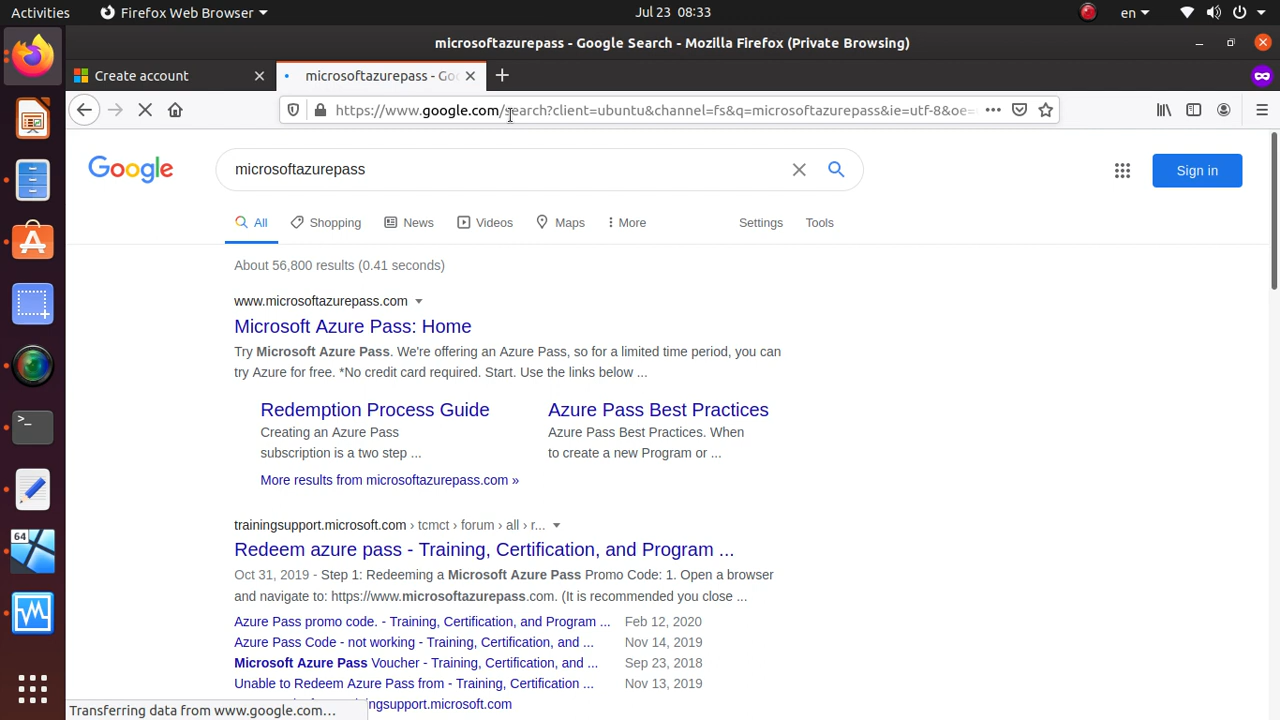 Activities Firefox Web Browser Jul 23 08:33 en
microsoftazurepass - Google Search - Mozilla Firefox (Private Browsing)
Create account microsoftazurepass - Goo
https://www.google.com/search?client=ubuntu&channel=fs&q=microsoftazurepass&ie=utf-8&oe=
Google microsoftazurepass Sign in
All Shopping News Videos Maps More Settings Tools
About 56,800 results (0.41 seconds)
www.microsoftazurepass.com
Microsoft Azure Pass: Home
Try Microsoft Azure Pass. We're offering an Azure Pass, so for a limited time period, you can
try Azure for free. *No credit card required. Start. Use the links below ...
Redemption Process Guide Azure Pass Best Practices
Creating an Azure Pass Azure Pass Best Practices. When
subscription is a two step ... to create a new Program or ...
More results from microsoftazurepass.com »
trainingsupport.microsoft.com › tcmct › forum › all › r...
Redeem azure pass - Training, Certification, and Program ...
Oct 31, 2019 - Step 1: Redeeming a Microsoft Azure Pass Promo Code: 1. Open a browser
and navigate to: https://www.microsoftazurepass.com. (It is recommended you close ...
Azure Pass promo code. - Training, Certification, and Program ... Feb 12, 2020
Azure Pass Code - not working - Training, Certification, and ... Nov 14, 2019
Microsoft Azure Pass Voucher - Training, Certification, and ... Sep 23, 2018
Unable to Redeem Azure Pass from - Training, Certification ... Nov 13, 2019
ingsupport.microsoft.com
Transferring data from www.google.com…
64